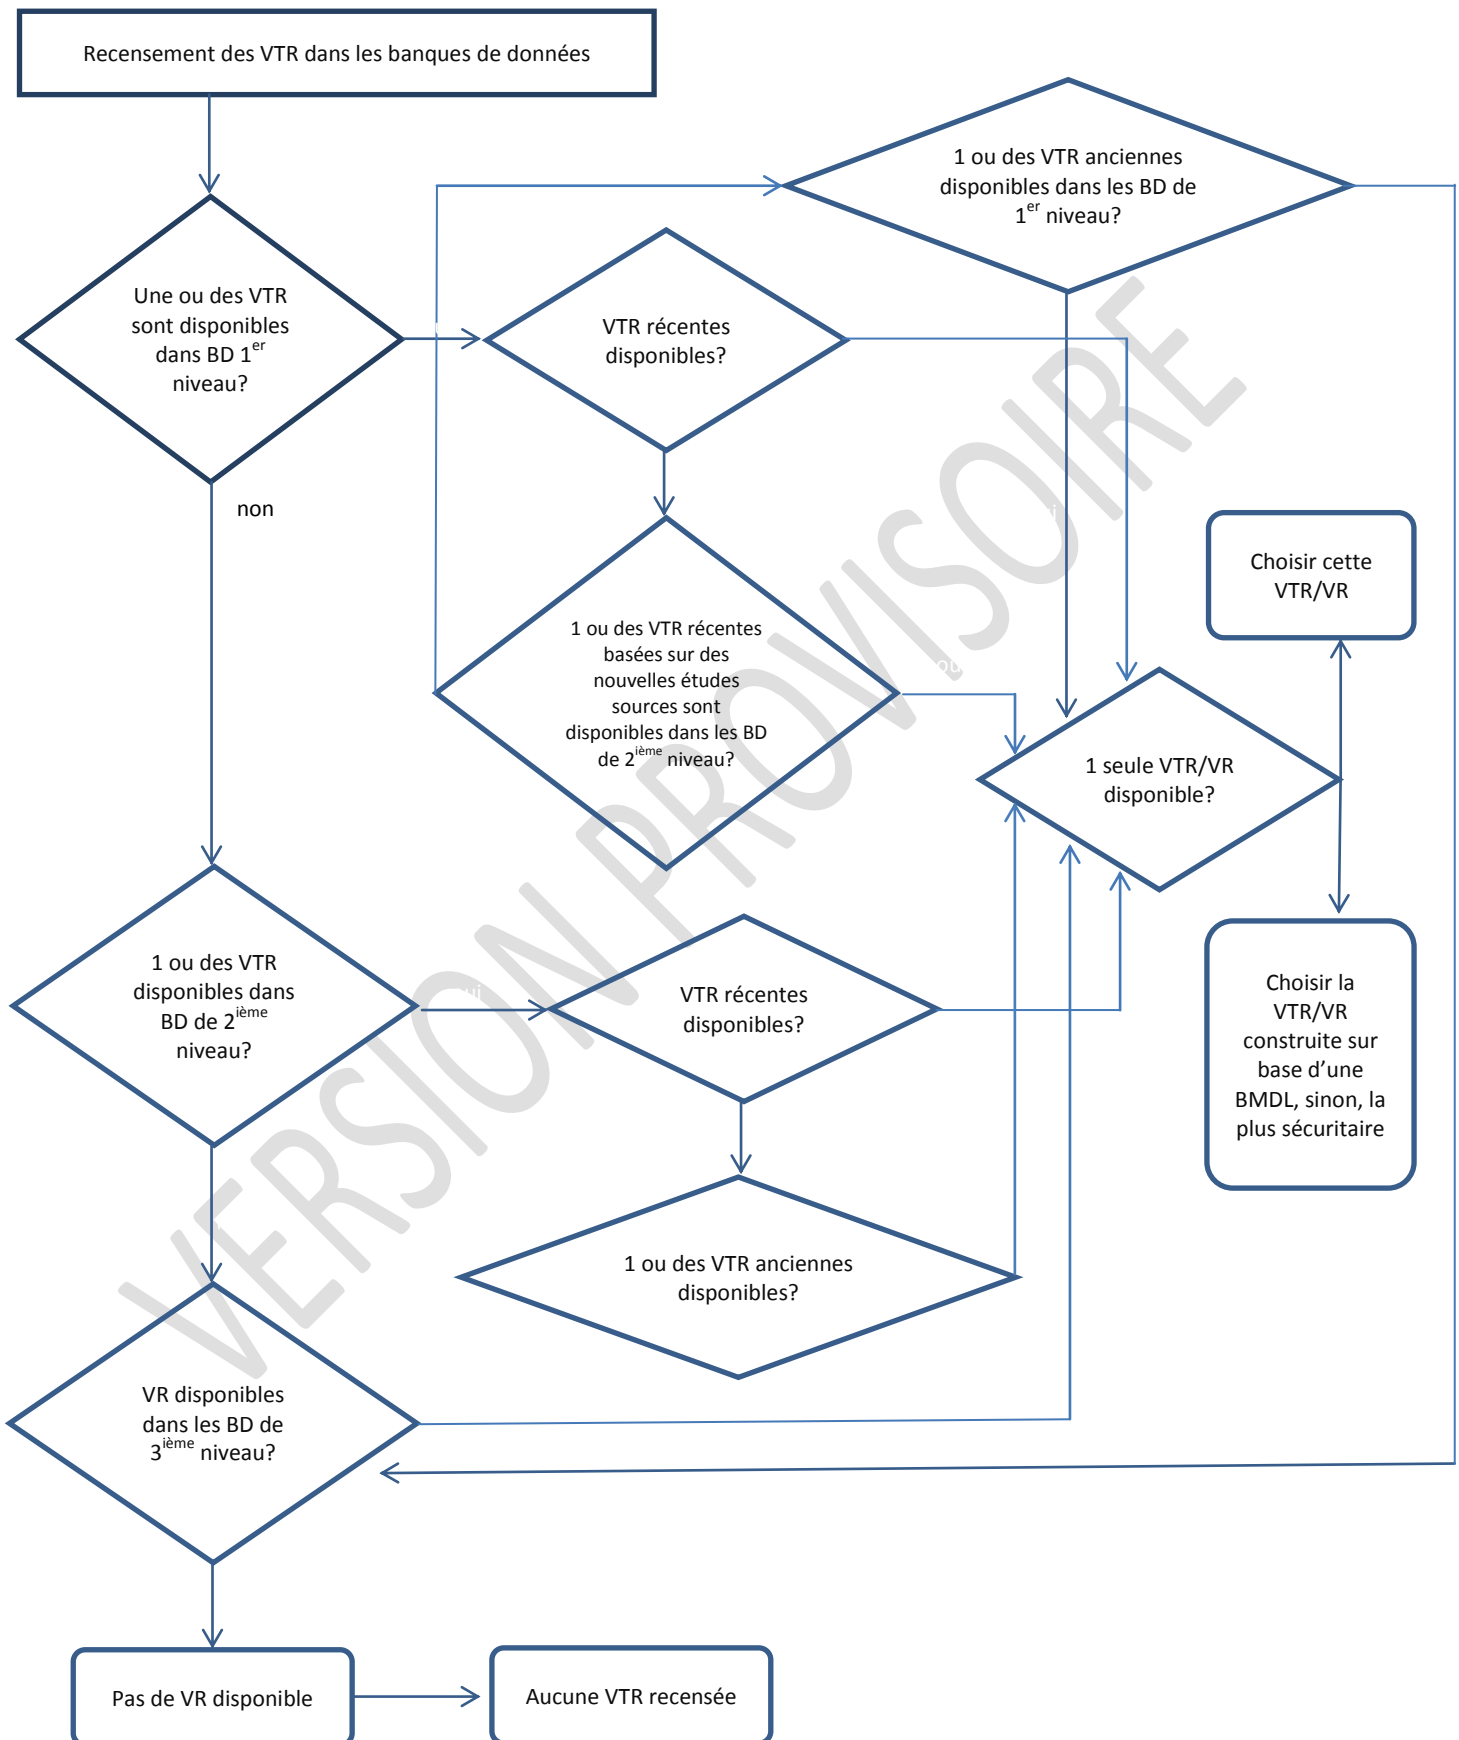 Recensement des VTR dans les banques de données
1 ou des VTR anciennes
disponibles dans les BD de
1er niveau?
Une ou des VTR
sont disponibles
dans BD 1er
niveau?
VTR récentes
disponibles?
non
Choisir cette
VTR/VR
1 ou des VTR récentes
basées sur des
nouvelles études
sources sont
disponibles dans les BD
de 2ième niveau?
1 seule VTR/VR
disponible?
1 ou des VTR
disponibles dans
BD de 2ième
niveau?
VTR récentes
disponibles?
Choisir la
VTR/VR
construite sur
base d’une
BMDL, sinon, la
plus sécuritaire
1 ou des VTR anciennes
disponibles?
VR disponibles
dans les BD de
3ième niveau?
Pas de VR disponible
Aucune VTR recensée
VERSION PROVISOIRE